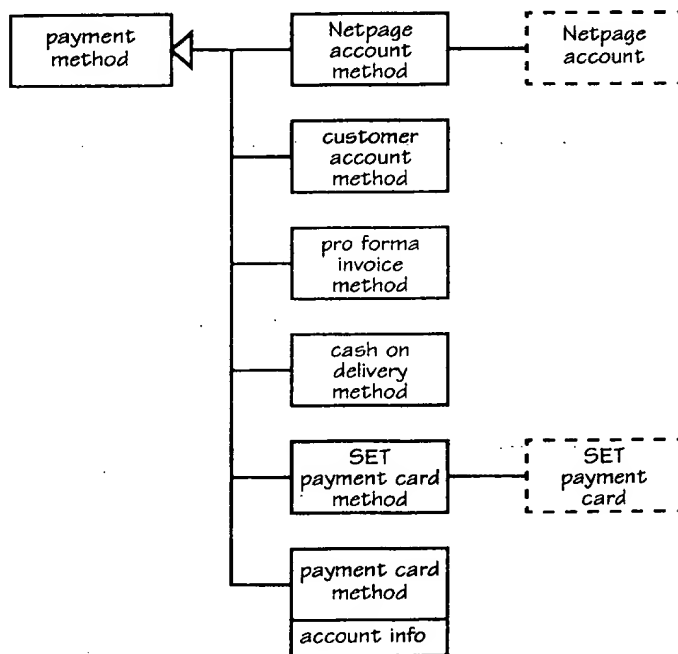 payment
method
Netpage
account
method
Netpage
account
customer
account
method
pro forma
invoice
method
cash on
delivery
method
SET
payment card
method
SET
payment
card
payment card
method
account info